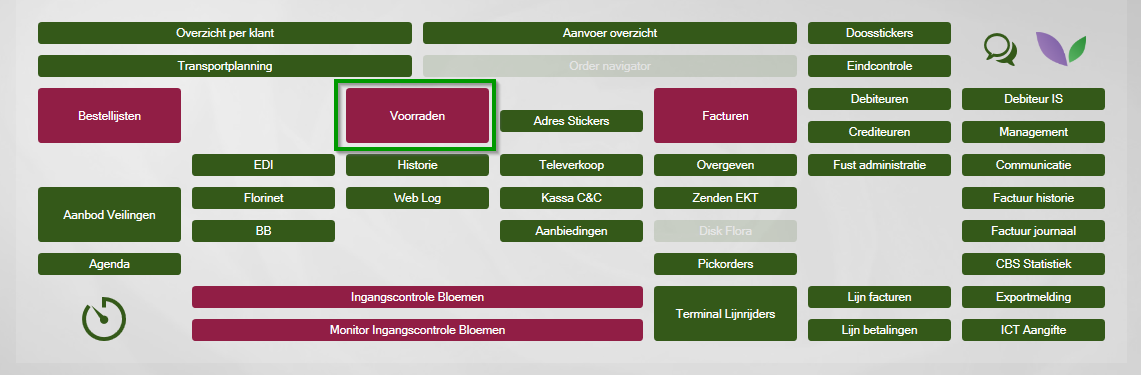 Overzicht per klant
Aanvoer overzicht
Doosstickers
Transportplanning
Order navigator
Eindcontrole
Bestellijsten
Voorraden
Adres Stickers
Facturen
Debiteuren
Debiteur IS
Crediteuren
Management
EDI
Historie
Televerkoop
Overgeven
Fust administratie
Communicatie
Aanbod Veilingen
Florinet
Web Log
Kassa C&C
Zenden EKT
Factuur historie
BB
Aanbiedingen
Disk Flora
Factuur journaal
Agenda
Pickorders
CBS Statistiek
Ingangscontrole Bloemen
Terminal Lijnrijders
Lijn facturen
Exportmelding
Monitor Ingangscontrole Bloemen
Lijn betalingen
ICT Aangifte